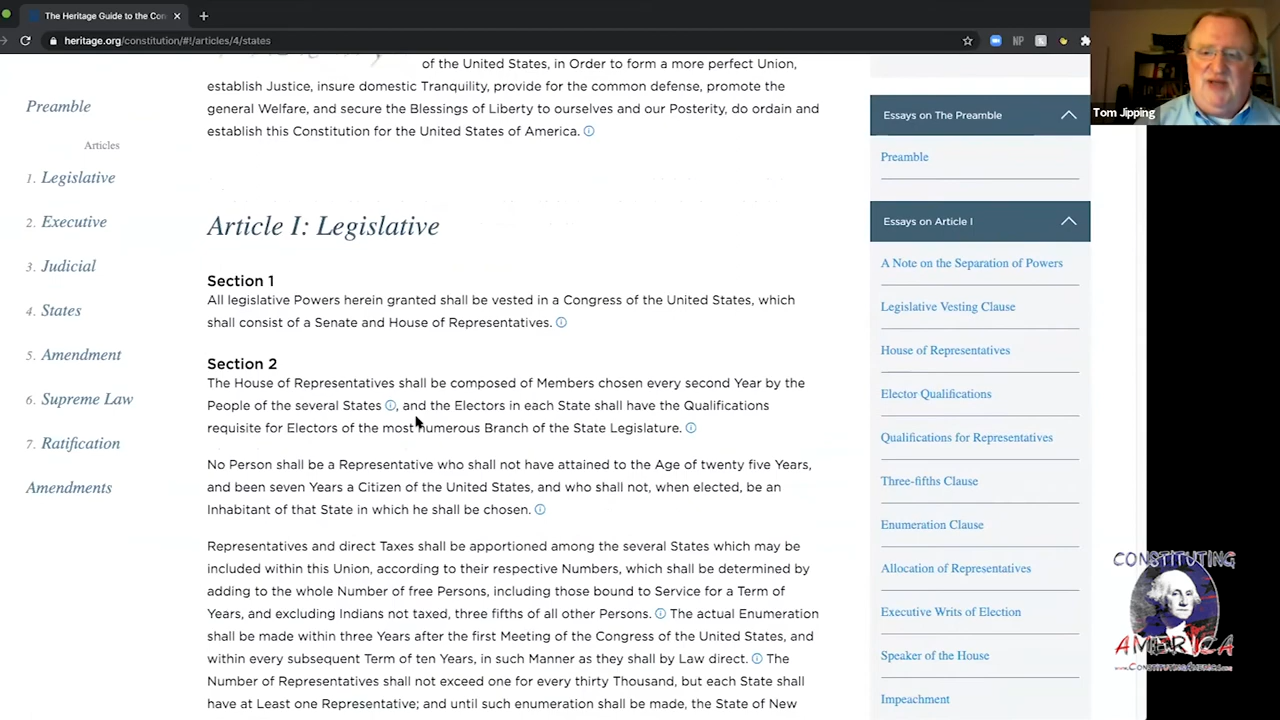 The Heritage Guide to the Con
heritage.org/constitution/#!/articles/4/states
NP
Tom Jipping
Preamble
Articles
1. Legislative
2. Executive
3. Judicial
4. States
5. Amendment
6. Supreme Law
7. Ratification
Amendments
of the United States, in Order to form a more perfect Union,
establish Justice, insure domestic Tranquility, provide for the common defense, promote the
general Welfare, and secure the Blessings of Liberty to ourselves and our Posterity, do ordain and
establish this Constitution for the United States of America.
Article I: Legislative
Section 1
All legislative Powers herein granted shall be vested in a Congress of the United States, which
shall consist of a Senate and House of Representatives.
Section 2
The House of Representatives shall be composed of Members chosen every second Year by the
People of the several States , and the Electors in each State shall have the Qualifications
requisite for Electors of the most numerous Branch of the State Legislature.
No Person shall be a Representative who shall not have attained to the Age of twenty five Years,
and been seven Years a Citizen of the United States, and who shall not, when elected, be an
Inhabitant of that State in which he shall be chosen.
Representatives and direct Taxes shall be apportioned among the several States which may be
included within this Union, according to their respective Numbers, which shall be determined by
adding to the whole Number of free Persons, including those bound to Service for a Term of
Years, and excluding Indians not taxed, three fifths of all other Persons. The actual Enumeration
shall be made within three Years after the first Meeting of the Congress of the United States, and
within every subsequent Term of ten Years, in such Manner as they shall by Law direct. The
Number of Representatives shall not exceed one for every thirty Thousand, but each State shall
have at Least one Representative; and until such enumeration shall be made, the State of New
Essays on The Preamble
Preamble
Essays on Article I
A Note on the Separation of Powers
Legislative Vesting Clause
House of Representatives
Elector Qualifications
Qualifications for Representatives
Three-fifths Clause
Enumeration Clause
Allocation of Representatives
Executive Writs of Election
Speaker of the House
Impeachment
CONSTITUTING
AMERICA
www.ConstitutingAmerica.org